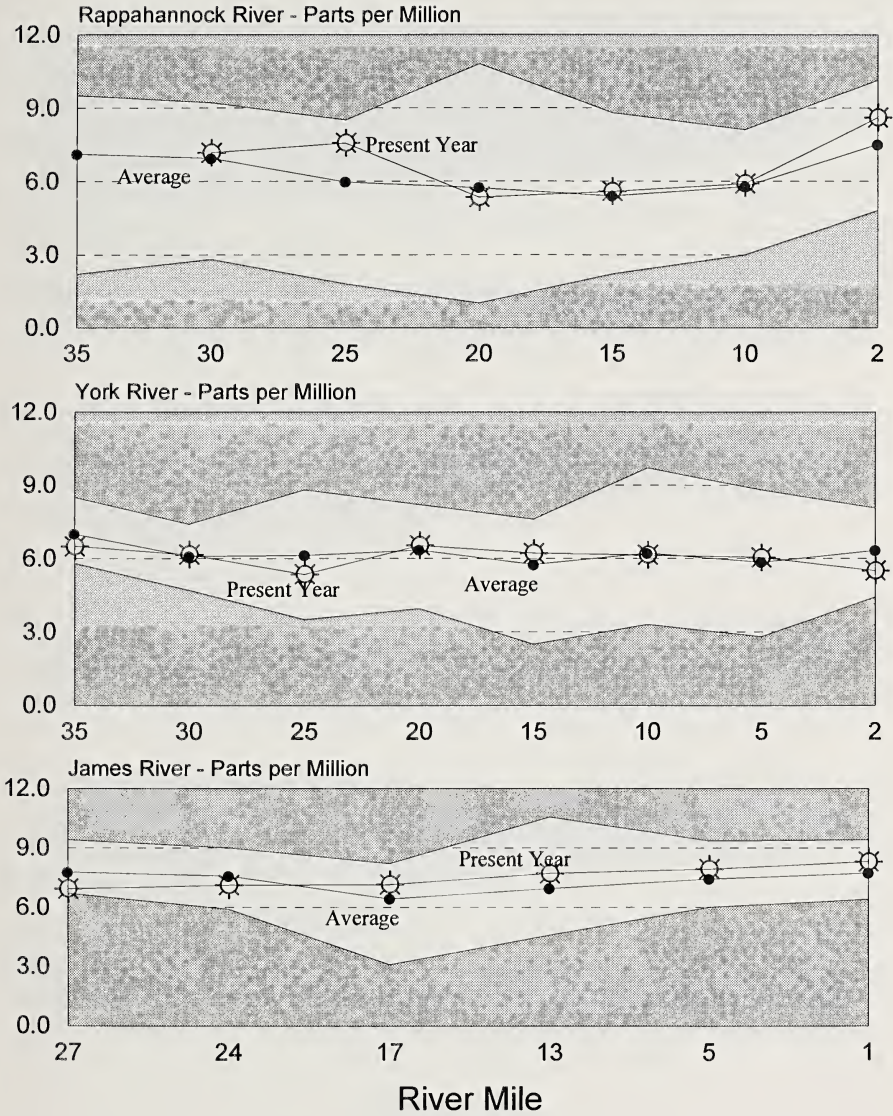 Rappahannock River - Parts per Million
12.0
9.0
Present Year
Average
6.0
3.0
0.0
35 30 25 20 15 10 2
York River - Parts per Million
12.0
9.0
6.0
Present Year Average
3.0
0.0
35 30 25 20 15 10 5 2
James River - Parts per Million
12.0
9.0
Present Year
6.0
Average
3.0
0.0
27 24 17 13 5 1
River Mile